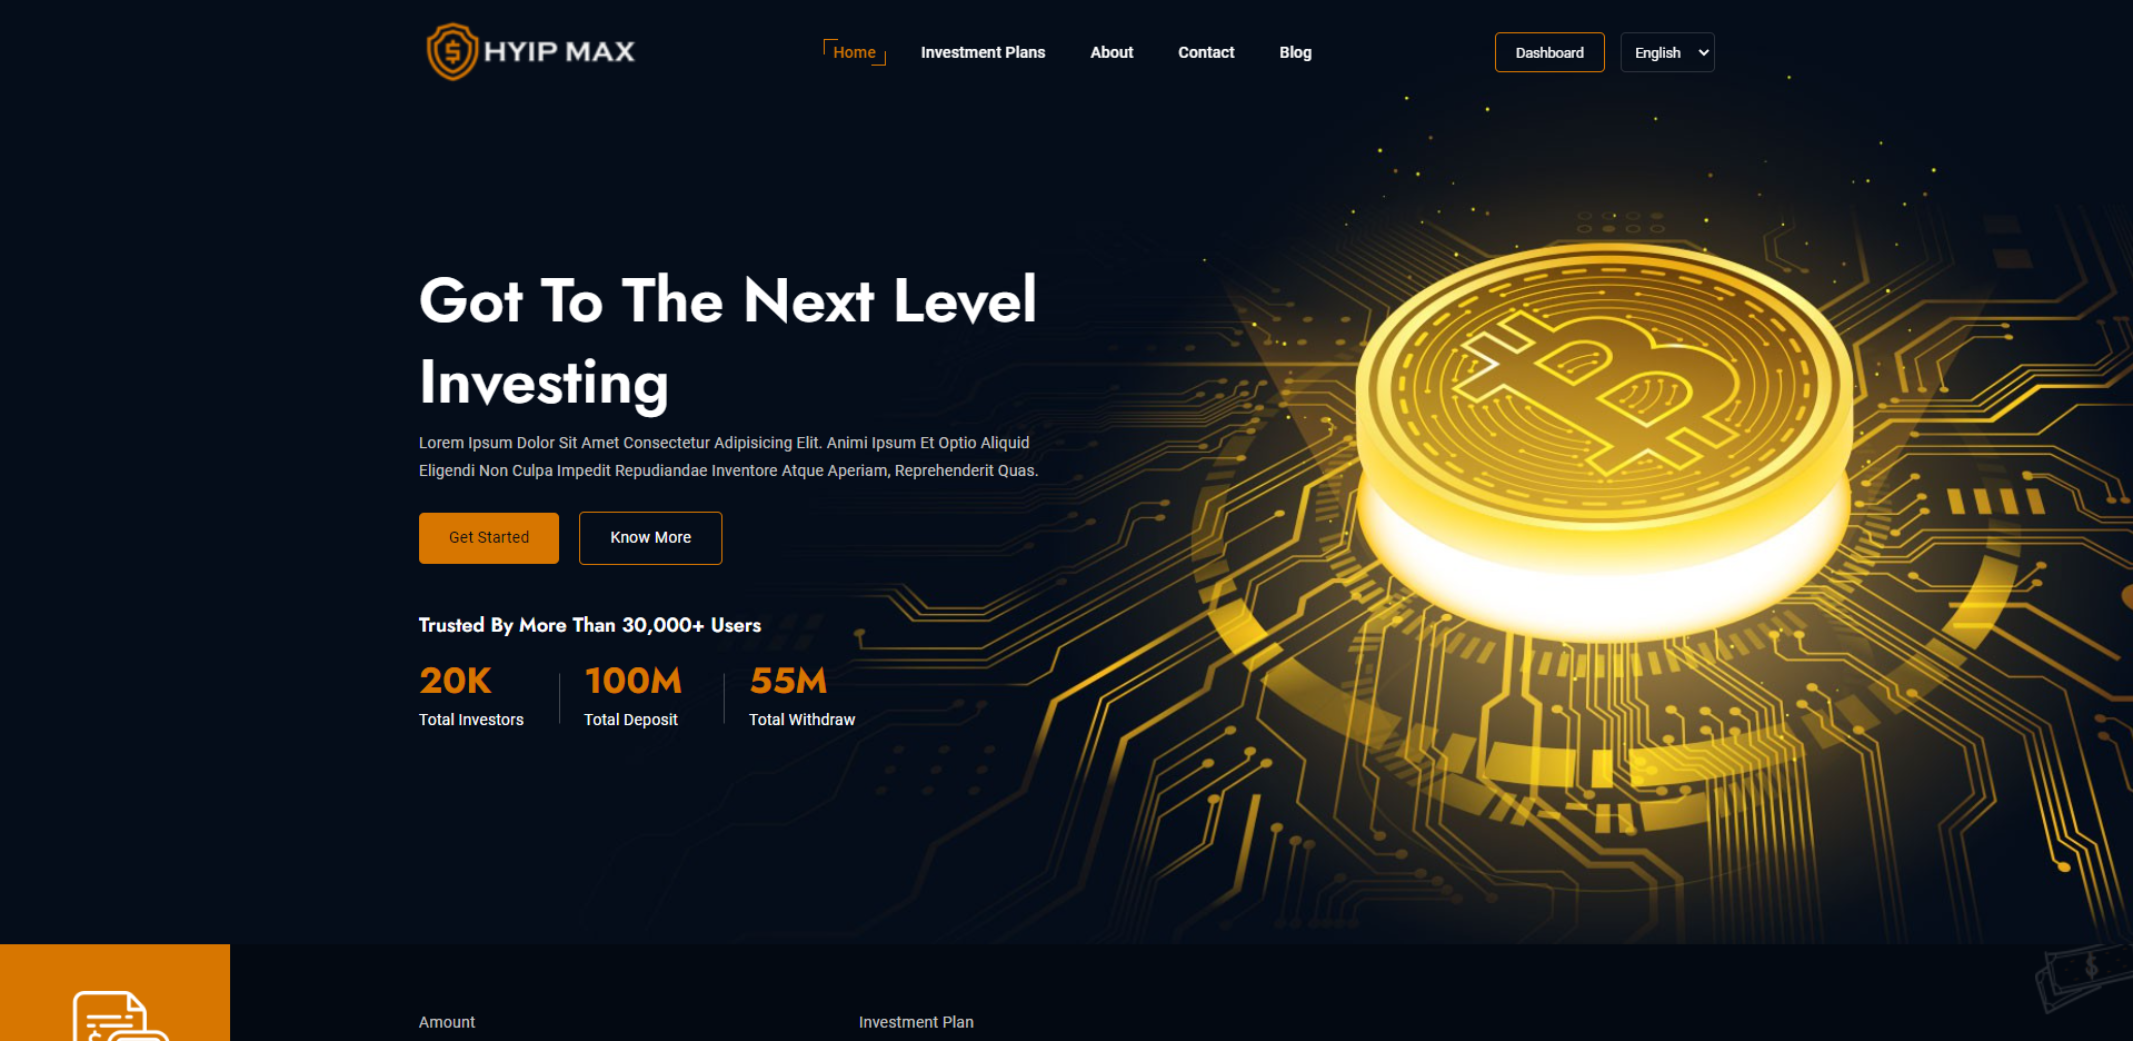 HYIP MAX
Home
Investment Plans
About
Contact
Blog
Dashboard
English
Got To The Next Level
Investing
Lorem Ipsum Dolor Sit Amet Consectetur Adipisicing Elit. Animi Ipsum Et Optio Aliquid
Eligendi Non Culpa Impedit Repudiandae Inventore Atque Aperiam, Reprehenderit Quas.
Get Started
Know More
Trusted By More Than 30,000+ Users
20K
Total Investors
100M
Total Deposit
55M
Total Withdraw
Amount
Investment Plan